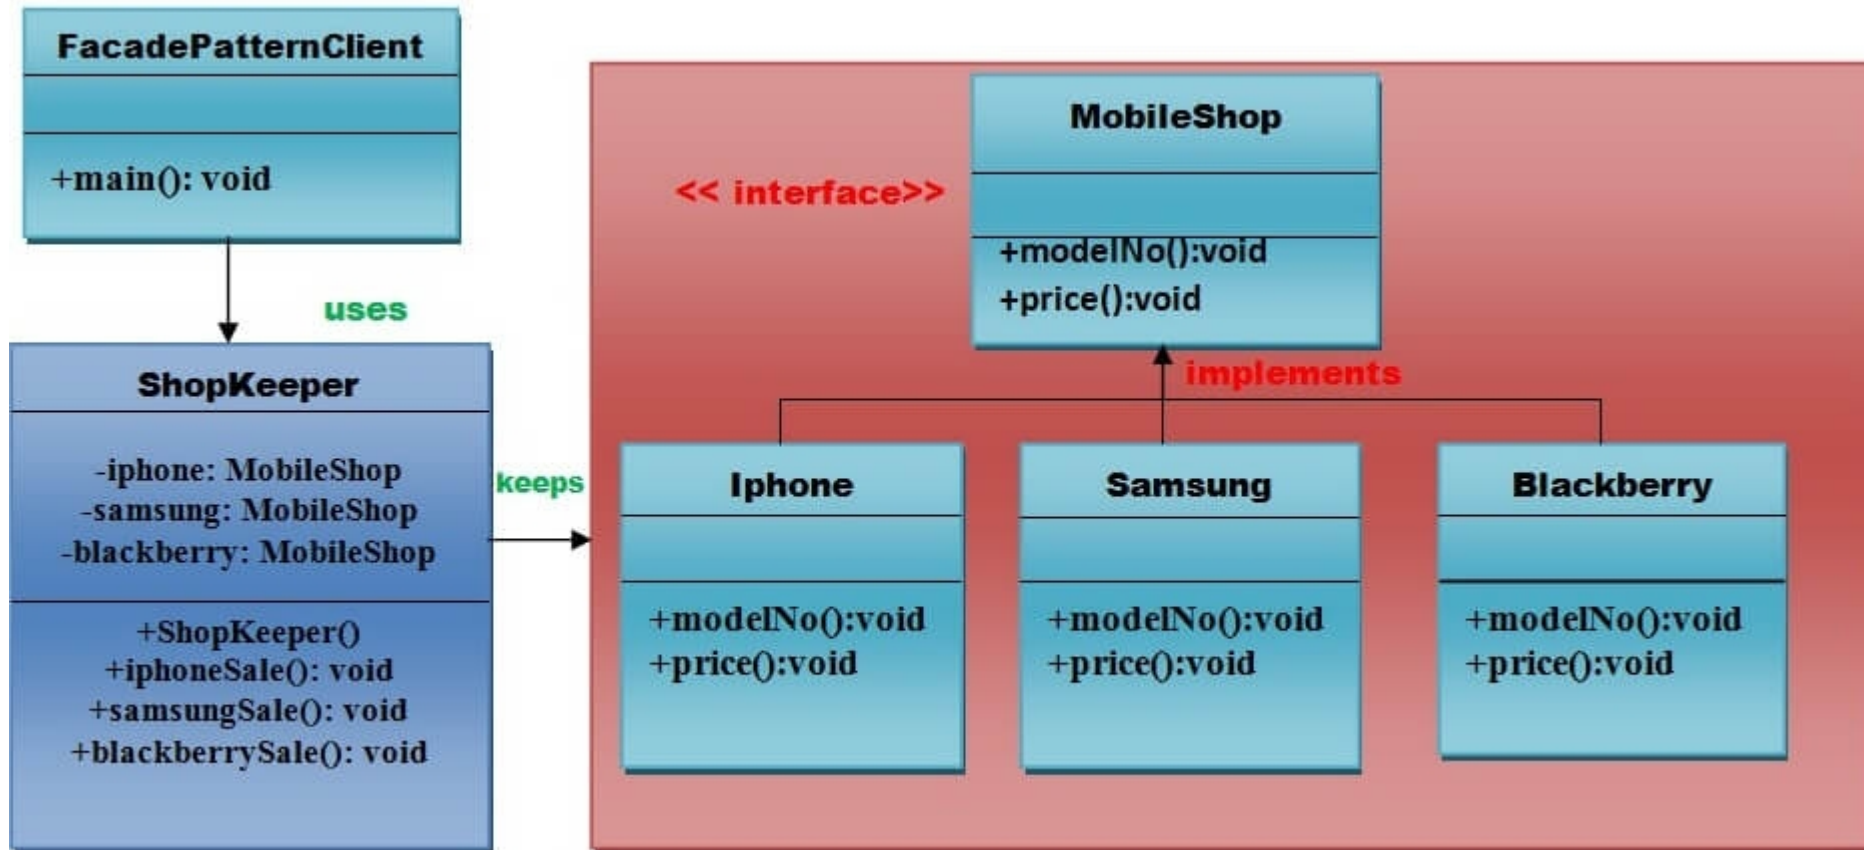 FacadePatternClient
+main(): void
uses
ShopKeeper
-iphone: MobileShop
-samsung: MobileShop
-blackberry: MobileShop
+ShopKeeper()
+iphoneSale(): void
+samsungSale(): void
+blackberrySale(): void
keeps
MobileShop
<< interface>>
+modelNo():void
+price():void
implements
Iphone
+modelNo():void
+price():void
Samsung
+modelNo():void
+price():void
Blackberry
+modelNo():void
+price():void